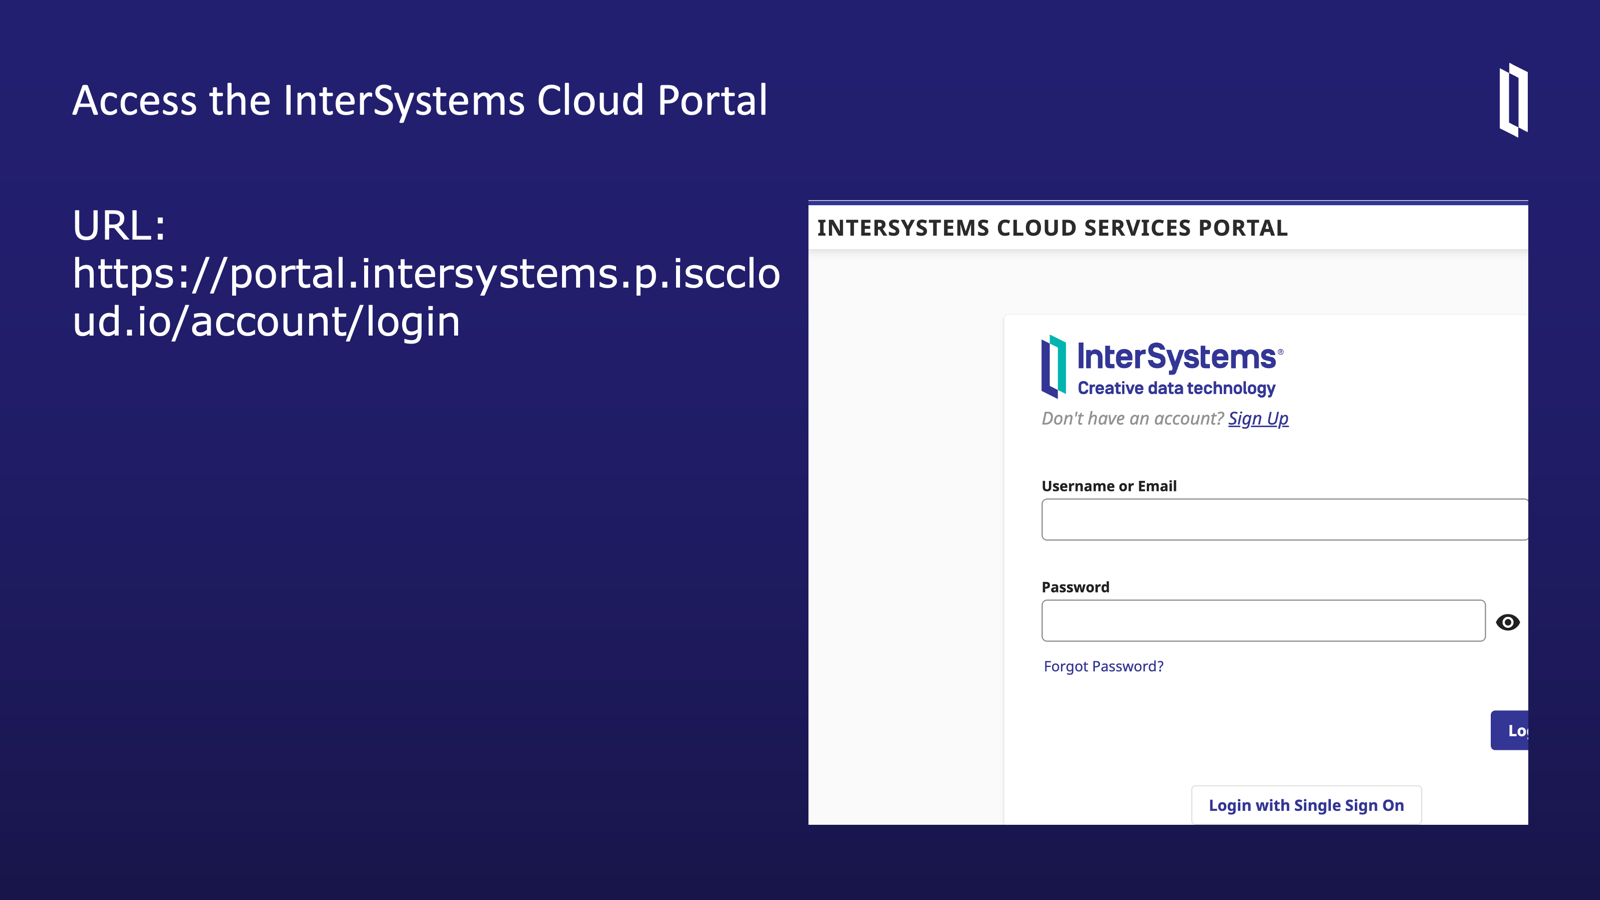 Access the InterSystems Cloud Portal
URL:
https://portal.intersystems.p.iscclo
ud.io/account/login
INTERSYSTEMS CLOUD SERVICES PORTAL
InterSystems®
Creative data technology
Don't have an account? Sign Up
Username or Email
Password
Forgot Password?
Lo
Login with Single Sign On